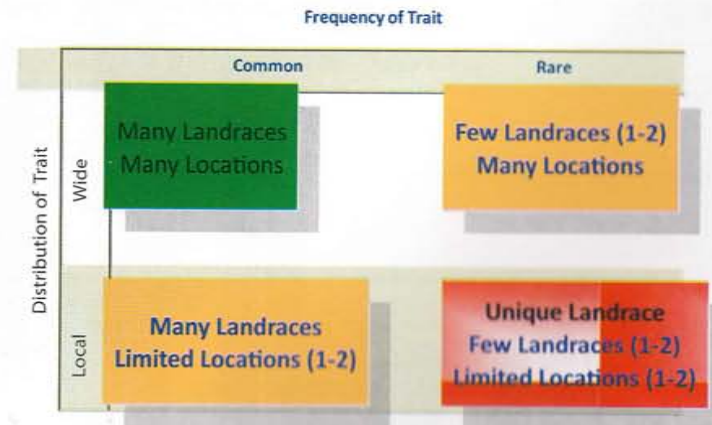 Frequency of Trait
Common
Rare
Distribution of Trait
Wide
Many Landraces
Many Locations
Few Landraces (1-2)
Many Locations
Local
Many Landraces
Limited Locations (1-2)
Unique Landrace
Few Landraces (1-2)
Limited Locations (1-2)